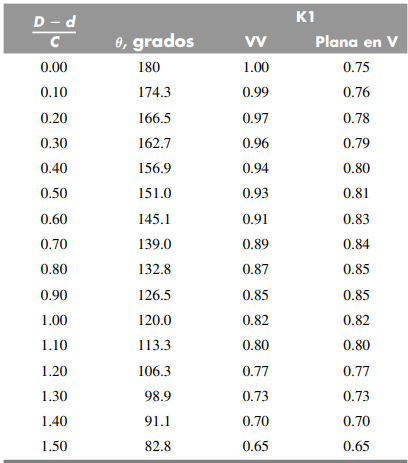 K1
D – d
C
θ, grados VV Plana en V
0.00 180 1.00 0.75
0.10 174.3 0.99 0.76
0.20 166.5 0.97 0.78
0.30 162.7 0.96 0.79
0.40 156.9 0.94 0.80
0.50 151.0 0.93 0.81
0.60 145.1 0.91 0.83
0.70 139.0 0.89 0.84
0.80 132.8 0.87 0.85
0.90 126.5 0.85 0.85
1.00 120.0 0.82 0.82
1.10 113.3 0.80 0.80
1.20 106.3 0.77 0.77
1.30 98.9 0.73 0.73
1.40 91.1 0.70 0.70
1.50 82.8 0.65 0.65